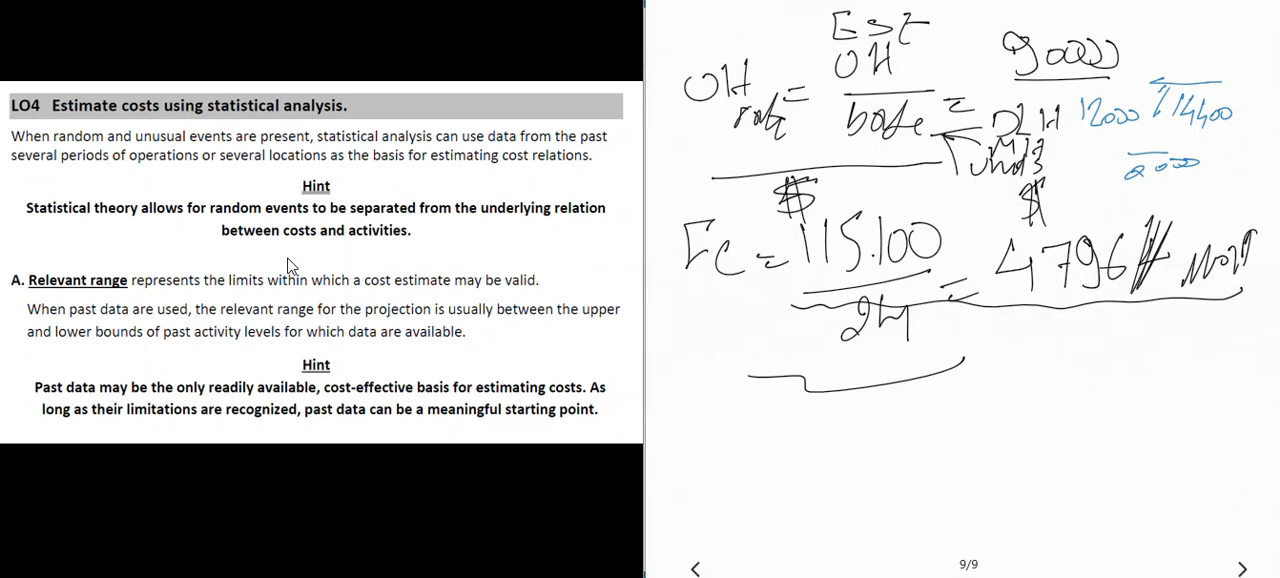 LO4 Estimate costs using statistical analysis.
When random and unusual events are present, statistical analysis can use data from the past
several periods of operations or several locations as the basis for estimating cost relations.
Hint
Statistical theory allows for random events to be separated from the underlying relation
between costs and activities.
A. Relevant range represents the limits within which a cost estimate may be valid.
When past data are used, the relevant range for the projection is usually between the upper
and lower bounds of past activity levels for which data are available.
Hint
Past data may be the only readily available, cost-effective basis for estimating costs. As
long as their limitations are recognized, past data can be a meaningful starting point.
Est
OH
OH rate =
base =
DLH 12000 14400
units
2000
$ $
= 115.100 = 4796
24
9/9